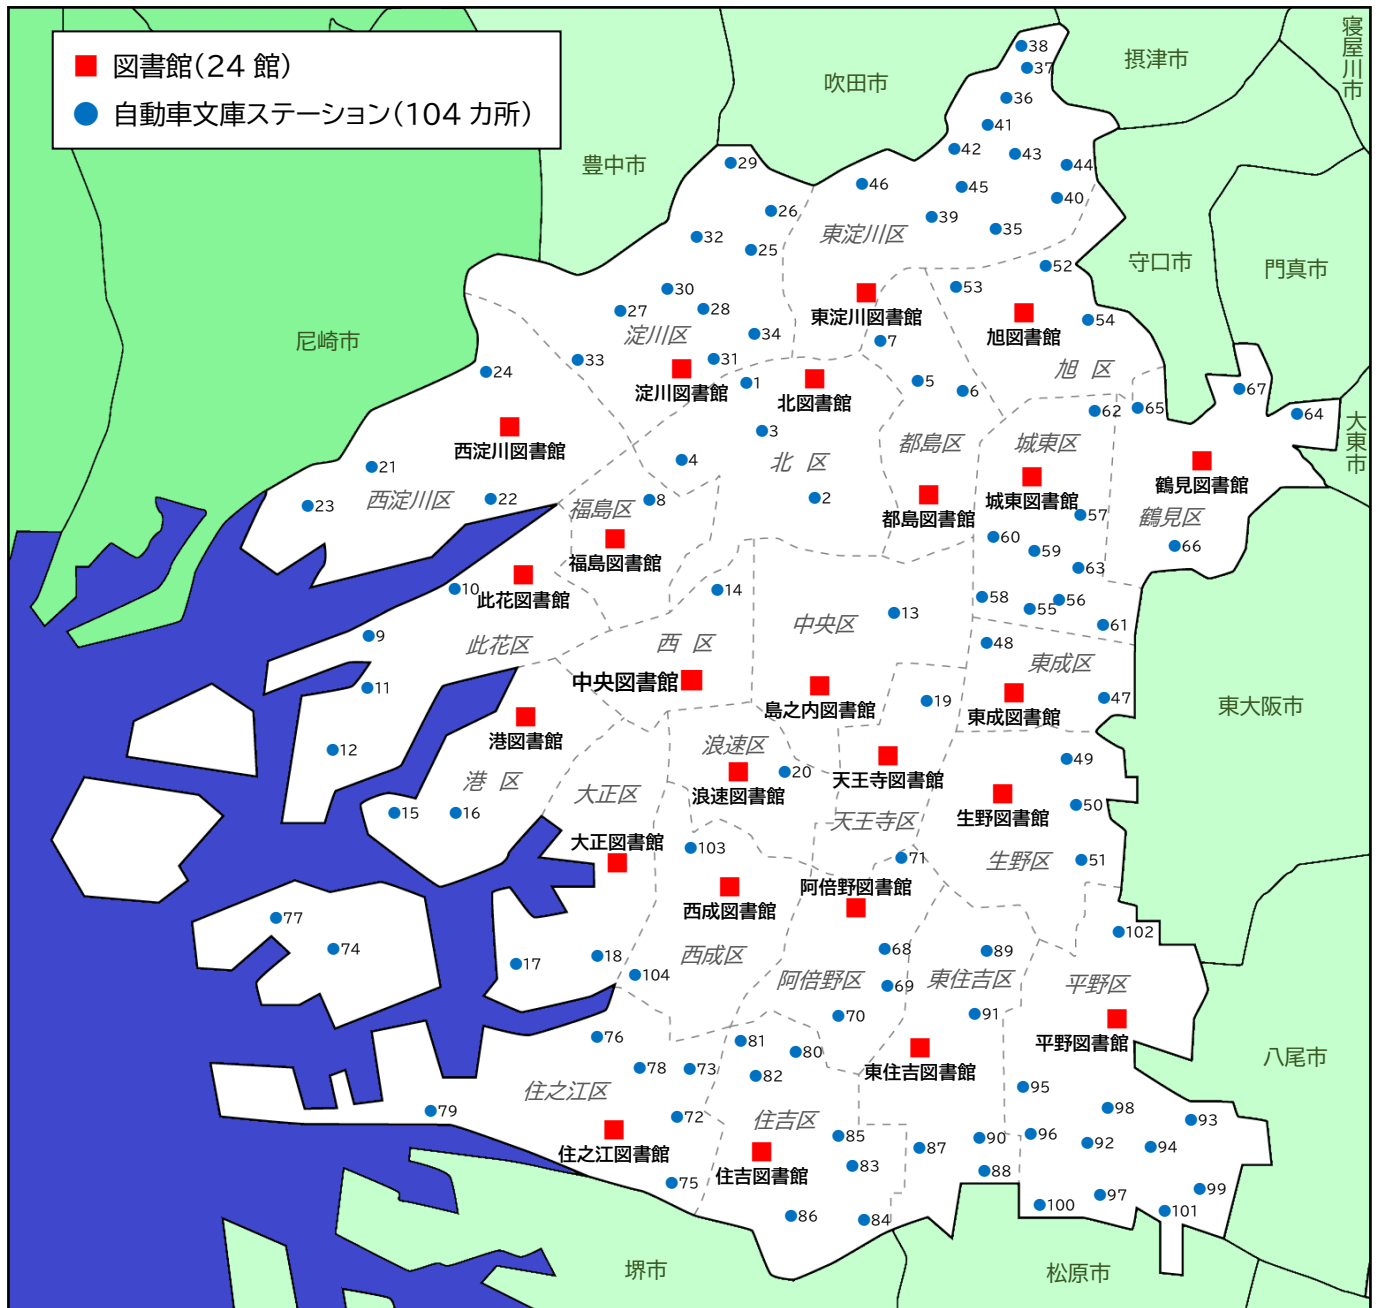 図書館（24 館）
自動車文庫ステーション（104 カ所）
寝屋川市
摂津市
吹田市
豊中市
守口市
門真市
尼崎市
大東市
東大阪市
八尾市
堺市
松原市
38
37
36
41
42
43
44
29
46
45
40
26
39
東淀川区
35
32
25
52
30
53
東淀川図書館
27
28
旭図書館
54
淀川区
34
7
33
31
旭 区
24
淀川図書館
1
北図書館
5
6
67
62
65
64
西淀川図書館
3
都島区
城東区
4
北 区
21
鶴見図書館
西淀川区
22
23
福島区
8
2
都島図書館
城東図書館
57
鶴見区
60
66
福島図書館
59
63
10
此花図書館
14
58
56
55
13
中央区
61
9
此花区
西 区
48
東成区
11
中央図書館
島之内図書館
19
東成図書館
47
港図書館
浪速区
12
49
港 区
20
天王寺図書館
大正区
浪速図書館
15
16
生野図書館
50
天王寺区
大正図書館
103
71
生野区
51
阿倍野図書館
西成図書館
77
102
74
18
西成区
68
89
17
104
阿倍野区
69
東住吉区
平野区
70
91
76
81
80
平野図書館
78
73
82
東住吉図書館
住之江区
95
79
72
住吉区
98
93
85
90
96
住之江図書館
87
92
94
住吉図書館
83
88
75
97
99
86
84
100
101